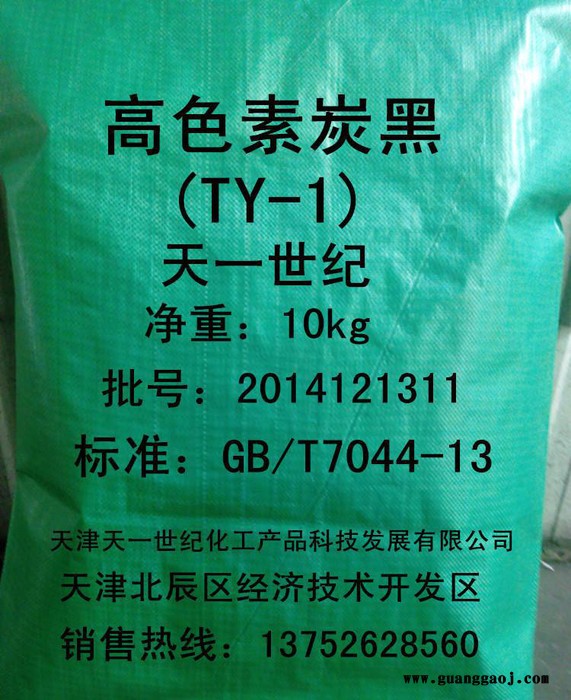 高色素炭黑
(TY-1)
天一世纪
净重：10kg
批号：2014121311
标准：GB/T7044-13
天津天一世纪化工产品科技发展有限公司
天津北辰区经济技术开发区
销售热线：13752628560
www.guanggaoj.com